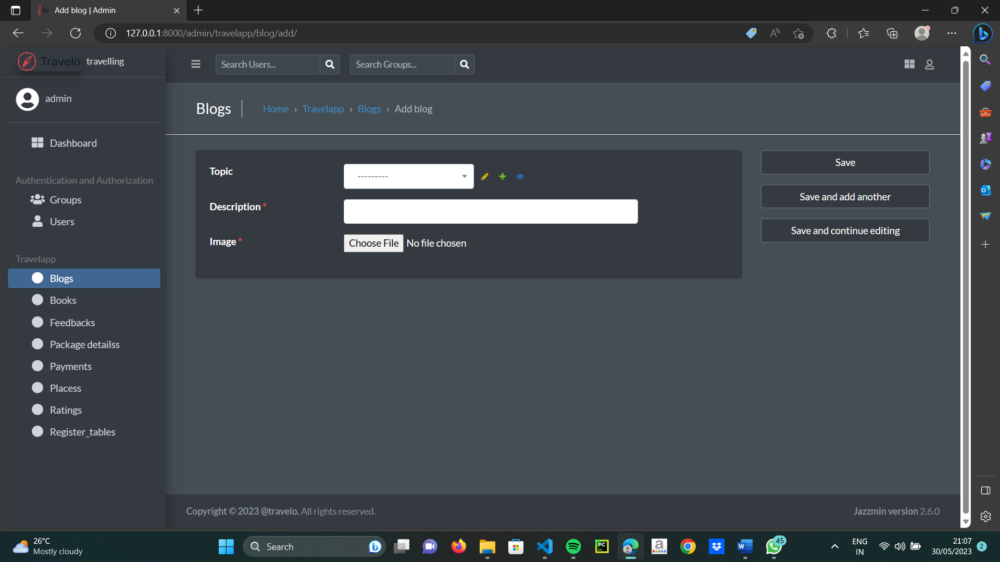 Add blog | Admin
127.0.0.1:8000/admin/travelapp/blog/add/
Travelo travelling
Search Users...
Search Groups...
admin
Blogs
Home › Travelapp › Blogs › Add blog
Dashboard
Authentication and Authorization
Groups
Users
Travelapp
Blogs
Books
Feedbacks
Package detailss
Payments
Placess
Ratings
Register_tables
Topic
---------
Description *
Image *
Choose File No file chosen
Save
Save and add another
Save and continue editing
Copyright © 2023 @travelo. All rights reserved.
Jazzmin version 2.6.0
26°C
Mostly cloudy
Search
PC
a
W
45
ENG
IN
21:07
30/05/2023
2